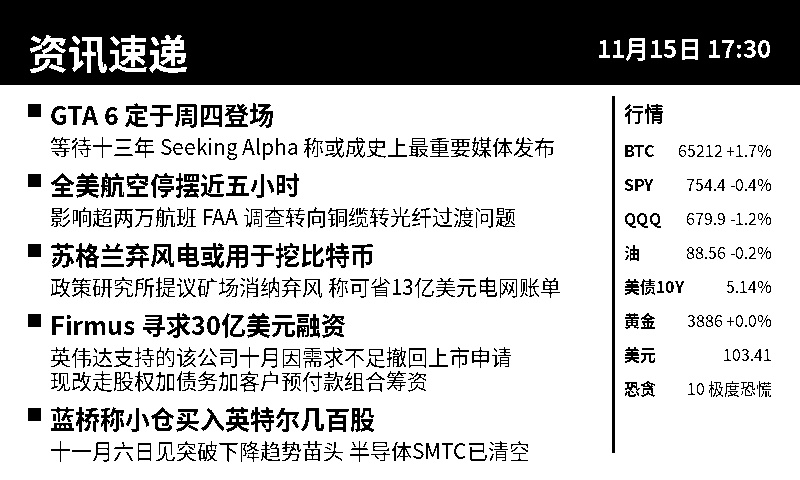 资讯速递
11月15日 17:30
GTA 6 定于周四登场
等待十三年 Seeking Alpha 称或成史上最重要媒体发布
全美航空停摆近五小时
影响超两万航班 FAA 调查转向铜缆转光纤过渡问题
苏格兰弃风电或用于挖比特币
政策研究所提议矿场消纳弃风 称可省13亿美元电网账单
Firmus 寻求30亿美元融资
英伟达支持的该公司十月因需求不足撤回上市申请
现改走股权加债务加客户预付款组合筹资
蓝桥称小仓买入英特尔几百股
十一月六日见突破下降趋势苗头 半导体SMTC已清空
行情
BTC 65212 +1.7%
SPY 754.4 -0.4%
QQQ 679.9 -1.2%
油 88.56 -0.2%
美债10Y 5.14%
黄金 3886 +0.0%
美元 103.41
恐贪 10 极度恐慌